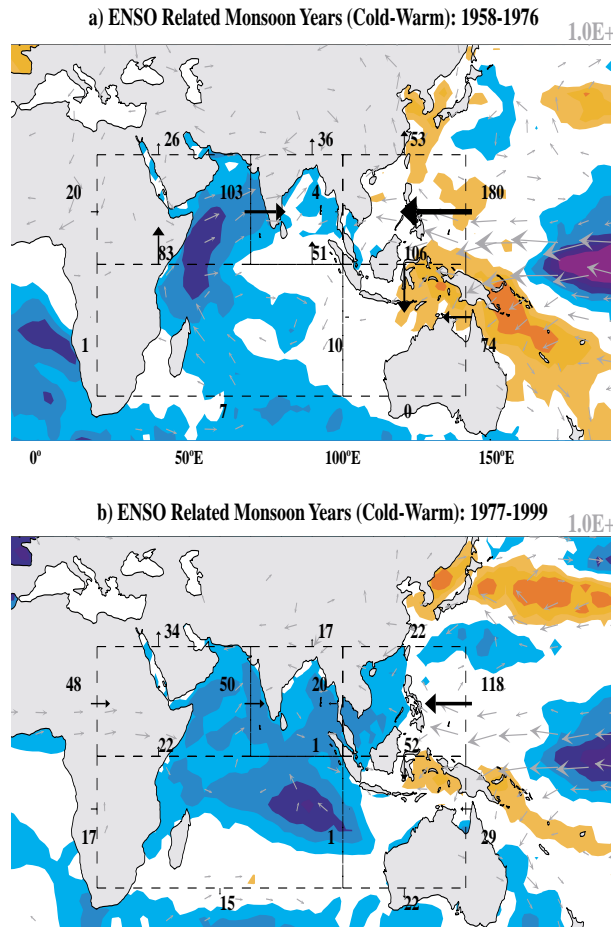 a) ENSO Related Monsoon Years (Cold-Warm): 1958-1976
1.0E+
26 36 53
20 103 4 180
83 51 106
1 10 74
7 0
0° 50°E 100°E 150°E
b) ENSO Related Monsoon Years (Cold-Warm): 1977-1999
1.0E+
34 17 22
48 50 20 118
22 1 52
17 1 29
15 22